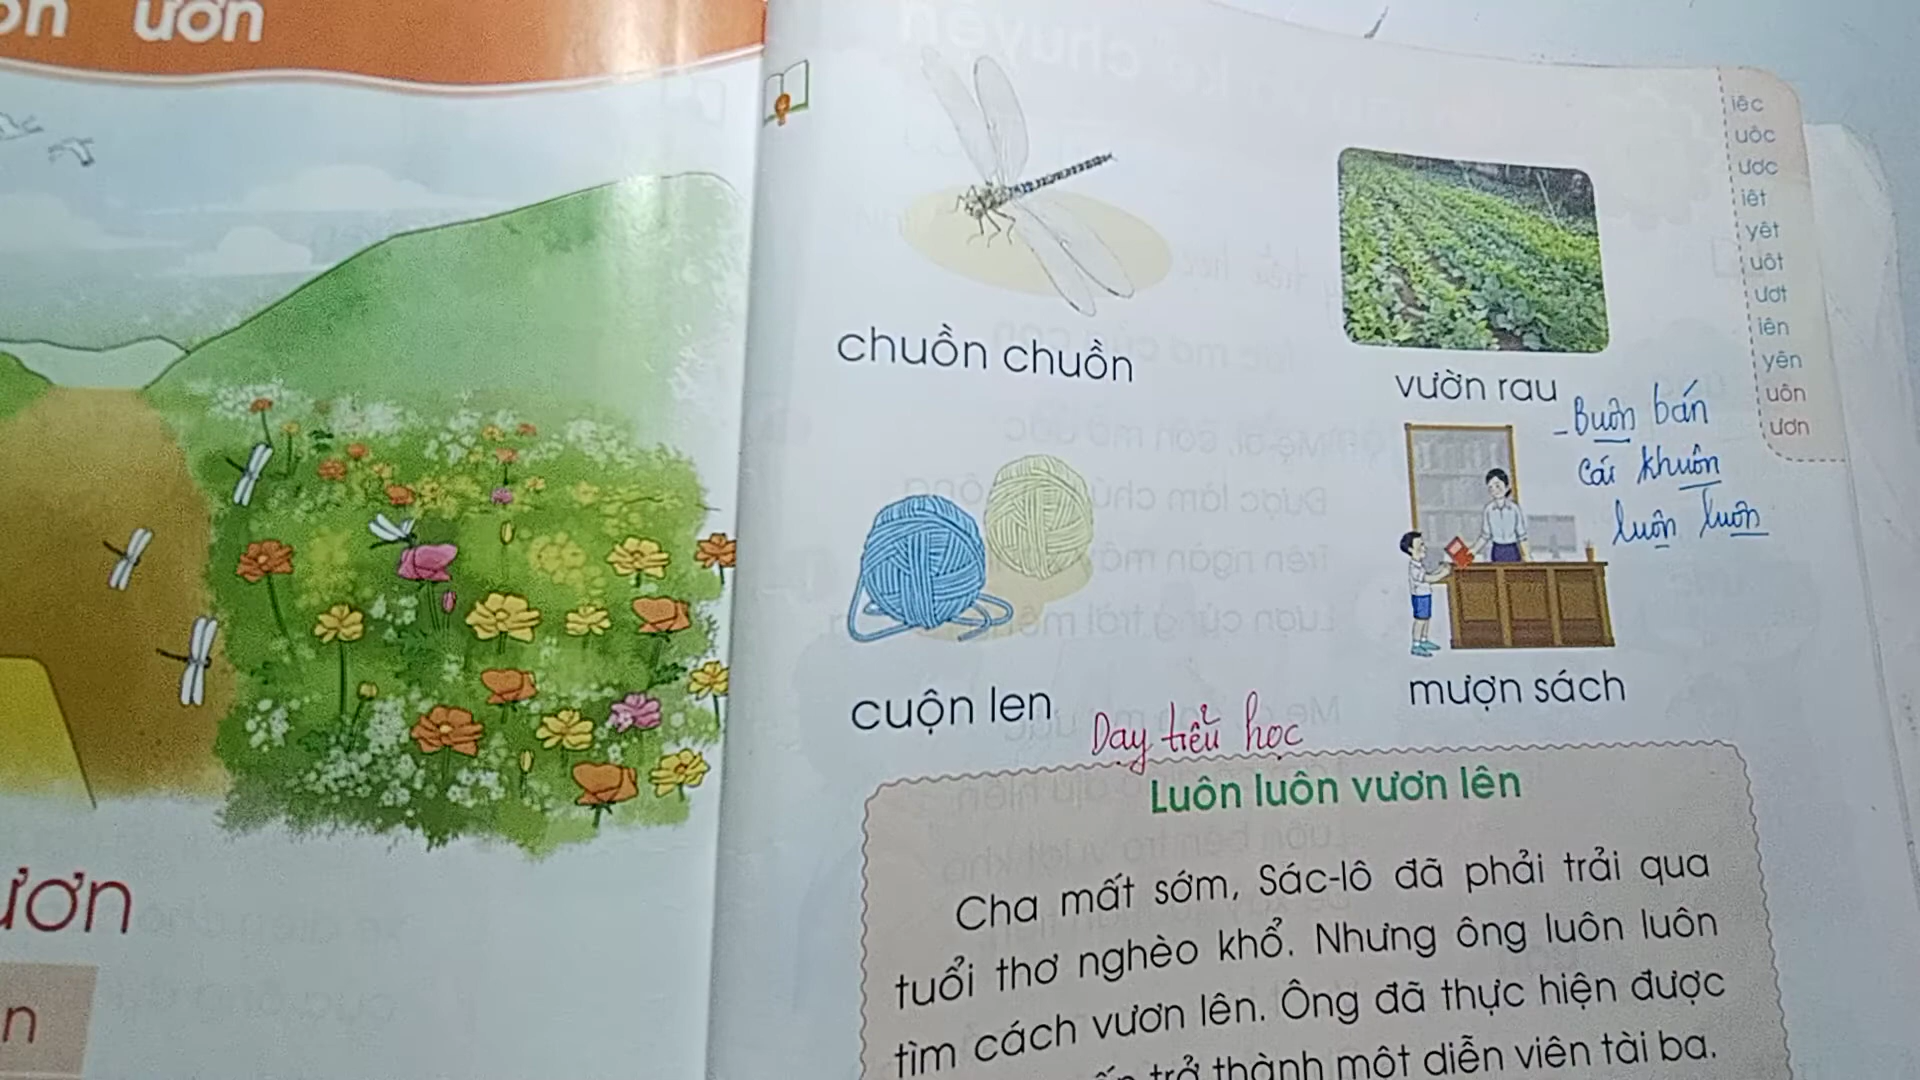 ươn
ươn
n
chuồn chuồn
vườn rau
Buôn bán
cái khuôn
luôn luôn
cuộn len
mượn sách
Dạy tiểu học
Luôn luôn vươn lên
Cha mất sớm, Sác-lô đã phải trải qua
tuổi thơ nghèo khổ. Nhưng ông luôn luôn
tìm cách vươn lên. Ông đã thực hiện được
trở thành một diễn viên tài ba.
iêc
uôc
ươc
iêt
yêt
uôt
ươt
iên
yên
uôn
ươn